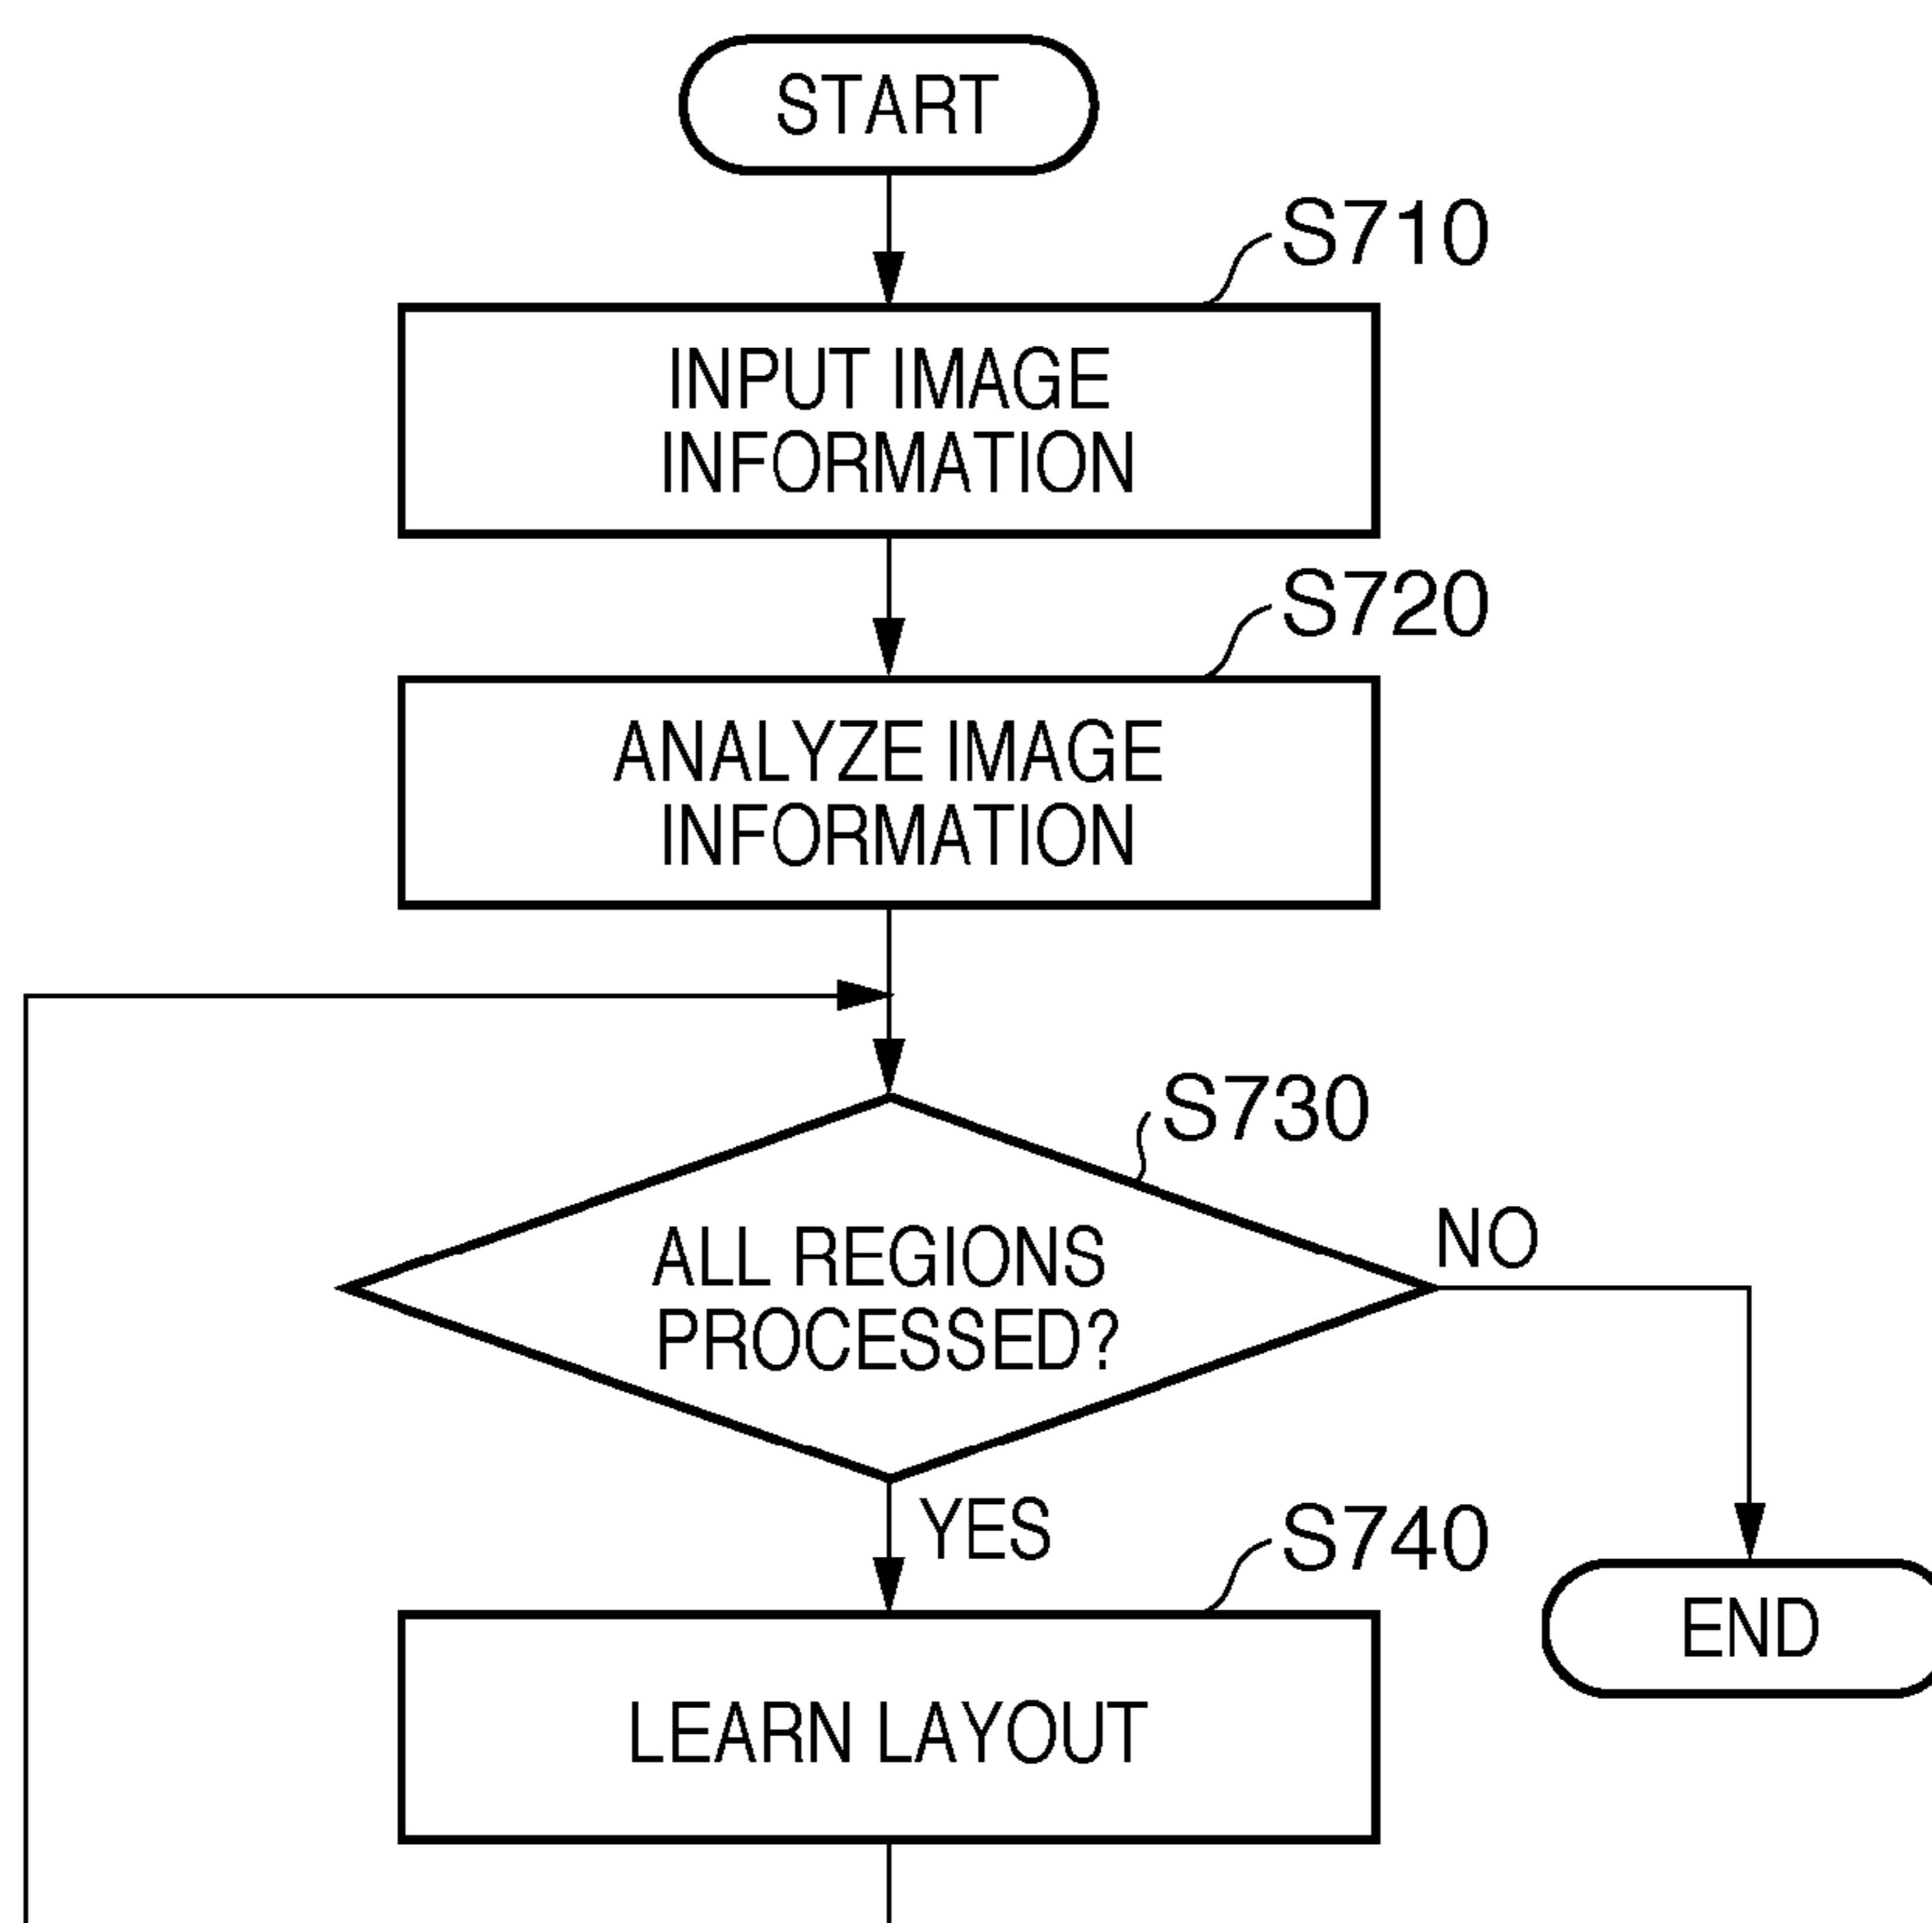 START
S710
INPUT IMAGE
INFORMATION
S720
ANALYZE IMAGE
INFORMATION
S730
ALL REGIONS
PROCESSED?
NO
YES
S740
LEARN LAYOUT
END